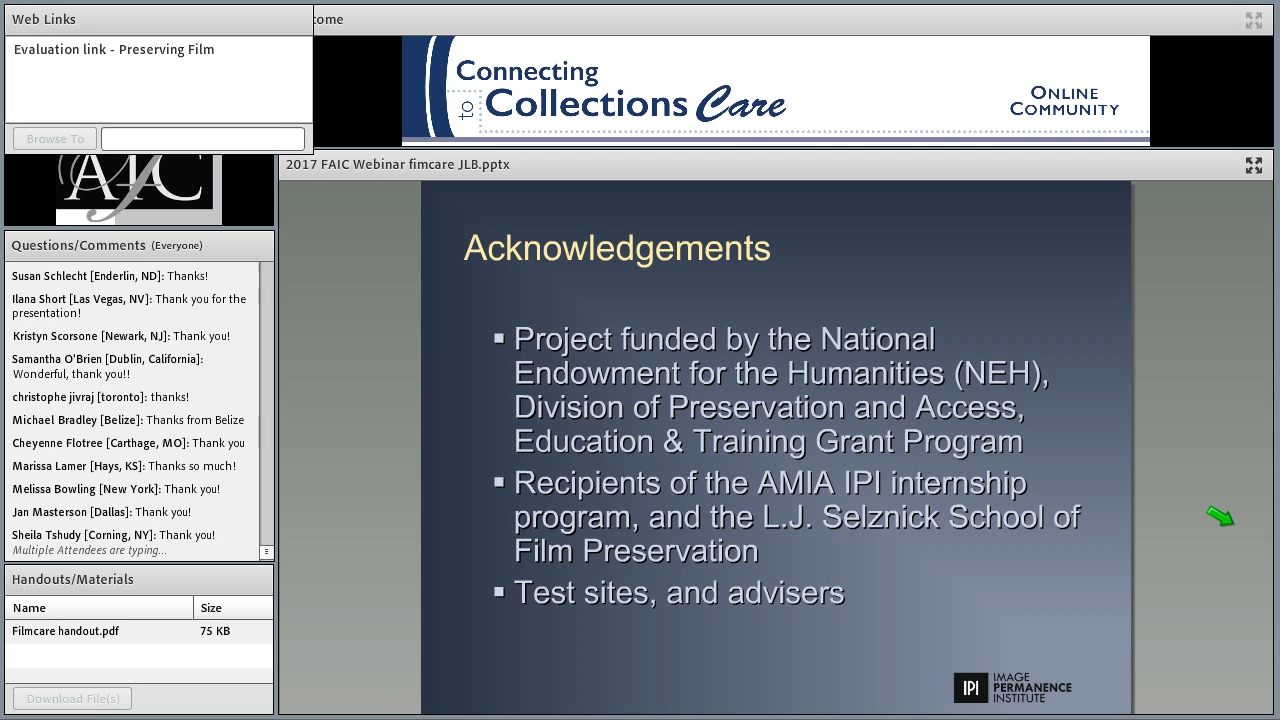 Web Links
come
Evaluation link - Preserving Film
Browse To
Connecting
to Collections Care
ONLINE
COMMUNITY
2017 FAIC Webinar fimcare JLB.pptx
AIC
Questions/Comments (Everyone)
Susan Schlecht [Enderlin, ND]: Thanks!
Ilana Short [Las Vegas, NV]: Thank you for the
presentation!
Kristyn Scorsone [Newark, NJ]: Thank you!
Samantha O'Brien [Dublin, California]:
Wonderful, thank you!!
christophe jivraj [toronto]: thanks!
Michael Bradley [Belize]: Thanks from Belize
Cheyenne Flotree [Carthage, MO]: Thank you
Marissa Lamer [Hays, KS]: Thanks so much!
Melissa Bowling [New York]: Thank you!
Jan Masterson [Dallas]: Thank you!
Sheila Tshudy [Corning, NY]: Thank you!
Multiple Attendees are typing...
Handouts/Materials
Name Size
Filmcare handout.pdf 75 KB
Download File(s)
Acknowledgements
▪ Project funded by the National
Endowment for the Humanities (NEH),
Division of Preservation and Access,
Education & Training Grant Program
▪ Recipients of the AMIA IPI internship
program, and the L.J. Selznick School of
Film Preservation
▪ Test sites, and advisers
IPI
IMAGE
PERMANENCE
INSTITUTE